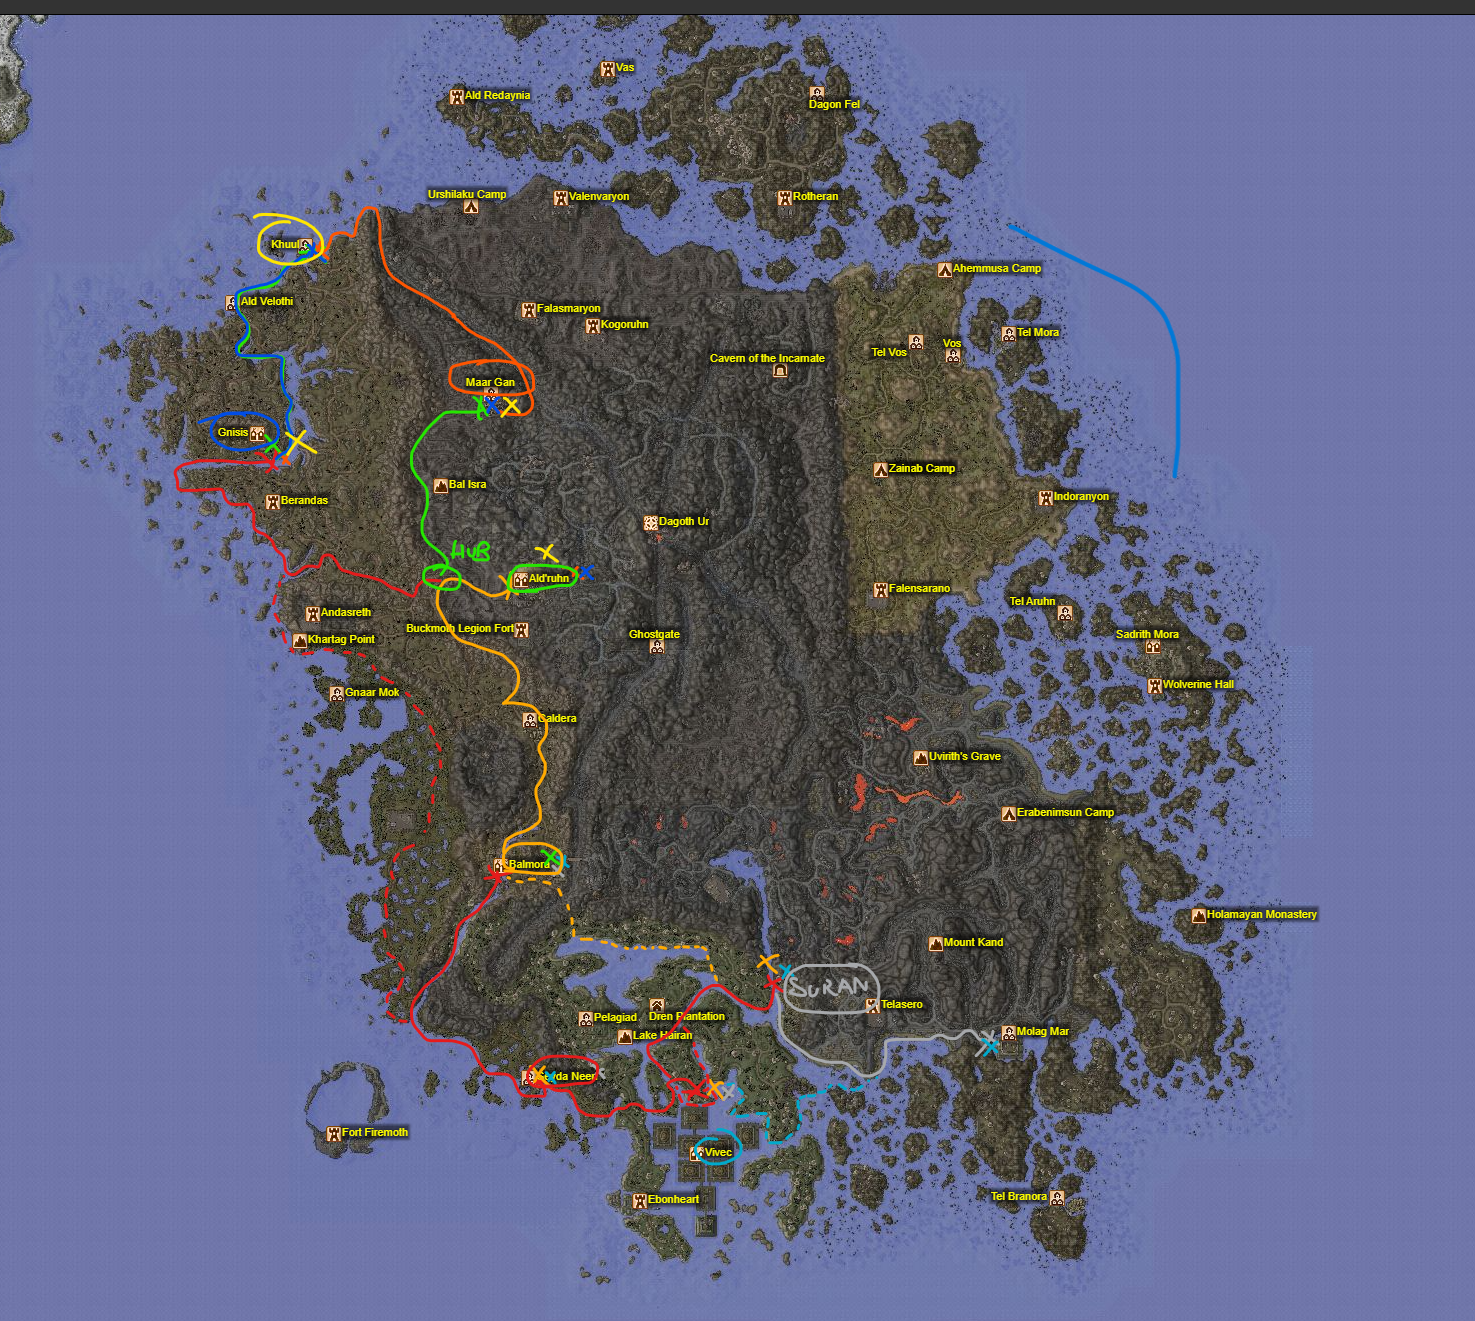 Vas
Ald Redaynia
Dagon Fel
Urshilaku Camp
Valenvaryon
Rotheran
Khuul
Ahemmusa Camp
Ald Velothi
Falasmaryon
Kogoruhn
Tel Mora
Vos
Tel Vos
Cavern of the Incarnate
Maar Gan
Gnisis
Zainab Camp
Bal Isra
Indoranyon
Berandas
Dagoth Ur
HUB
Ald'ruhn
Falensarano
Tel Aruhn
Andasreth
Buckmoth Legion Fort
Ghostgate
Sadrith Mora
Khartag Point
Wolverine Hall
Gnaar Mok
Caldera
Uvirith's Grave
Erabenimsun Camp
Balmora
Holamayan Monastery
Mount Kand
SURAN
Telasero
Pelagiad
Dren Plantation
Lake Hairan
Molag Mar
Seyda Neen
Fort Firemoth
Vivec
Ebonheart
Tel Branora